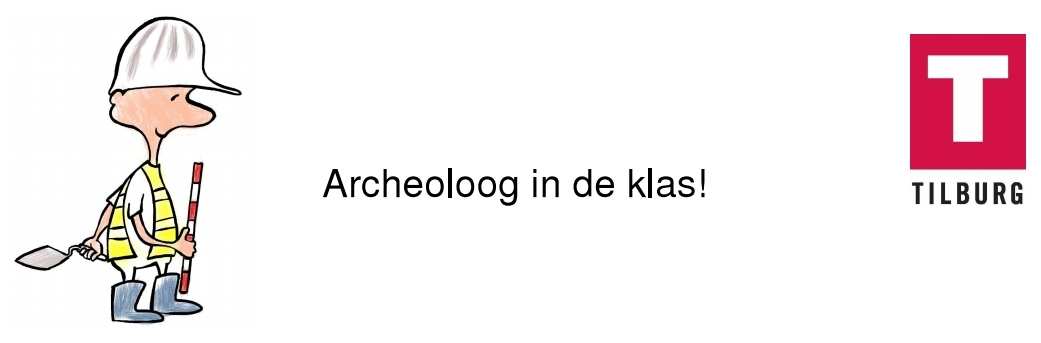 Archeoloog in de klas!
T
TILBURG